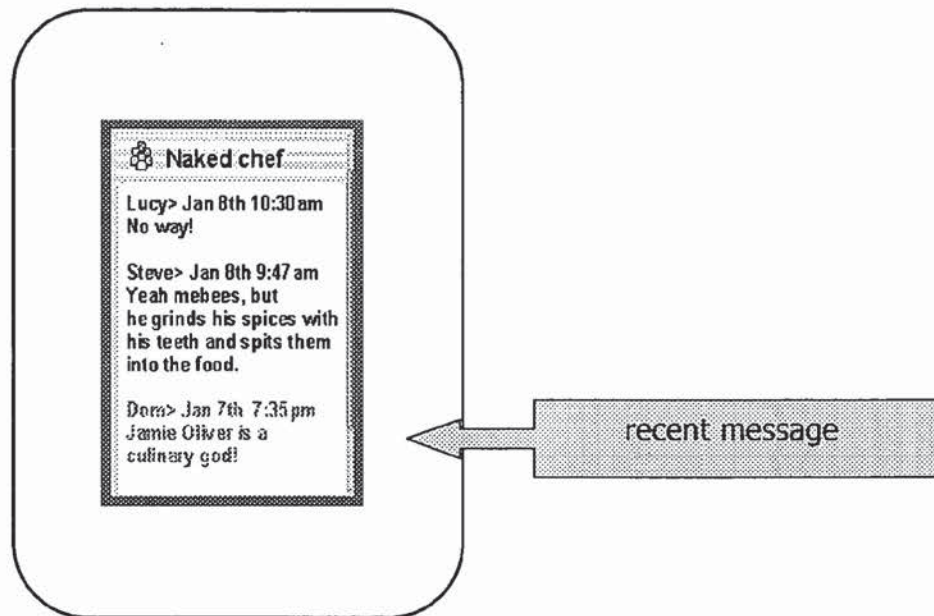 Naked chef
Lucy> Jan 8th 10:30 am
No way!
Steve> Jan 8th 9:47 am
Yeah mebees, but
he grinds his spices with
his teeth and spits them
into the food.
Dom> Jan 7th 7:35 pm
Jamie Oliver is a
culinary god!
recent message